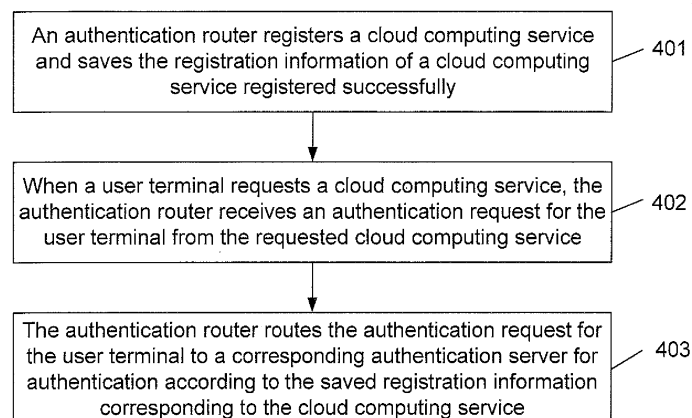 An authentication router registers a cloud computing service
and saves the registration information of a cloud computing
service registered successfully
401
When a user terminal requests a cloud computing service, the
authentication router receives an authentication request for the
user terminal from the requested cloud computing service
402
The authentication router routes the authentication request for
the user terminal to a corresponding authentication server for
authentication according to the saved registration information
corresponding to the cloud computing service
403